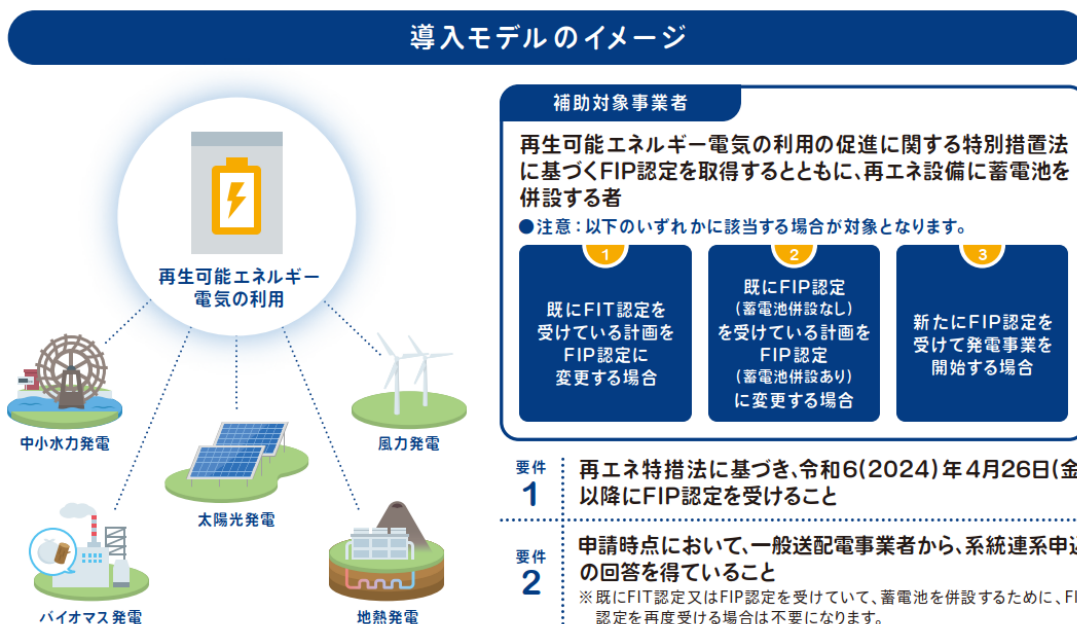 導入モデルのイメージ
再生可能エネルギー
電気の利用
中小水力発電
風力発電
太陽光発電
バイオマス発電
地熱発電
補助対象事業者
再生可能エネルギー電気の利用の促進に関する特別措置法
に基づくFIP認定を取得するとともに、再エネ設備に蓄電池を
併設する者
●注意：以下のいずれかに該当する場合が対象となります。
1
既にFIT認定を
受けている計画を
FIP認定に
変更する場合
2
既にFIP認定
(蓄電池併設なし)
を受けている計画を
FIP認定
(蓄電池併設あり)
に変更する場合
3
新たにFIP認定を
受けて発電事業を
開始する場合
要件
1
再エネ特措法に基づき、令和6(2024)年4月26日(金
以降にFIP認定を受けること
要件
2
申請時点において、一般送配電事業者から、系統連系申込
の回答を得ていること
※既にFIT認定又はFIP認定を受けていて、蓄電池を併設するために、FI
認定を再度受ける場合は不要になります。